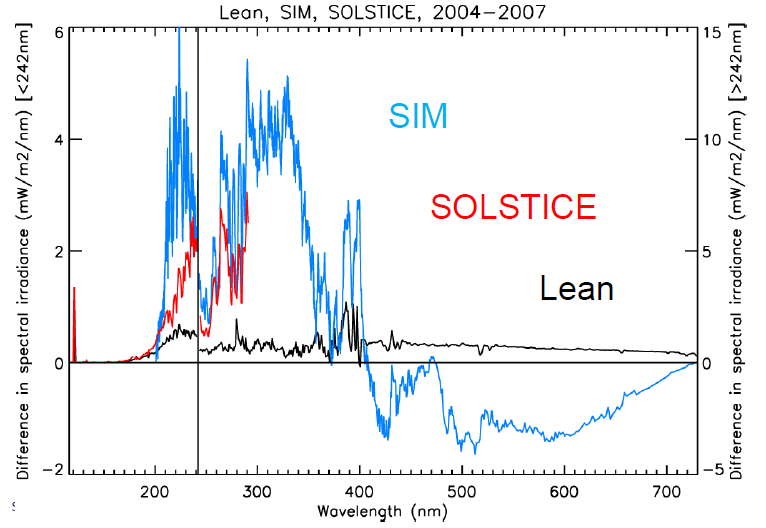 Lean, SIM, SOLSTICE, 2004-2007
Difference in spectral irradiance (mW/m2/nm) [<242nm]
6
4
2
0
-2
SIM
SOLSTICE
Lean
15
10
5
0
-5
Difference in spectral irradiance (mW/m2/nm) [>242nm]
200 300 400 500 600 700
Wavelength (nm)
s